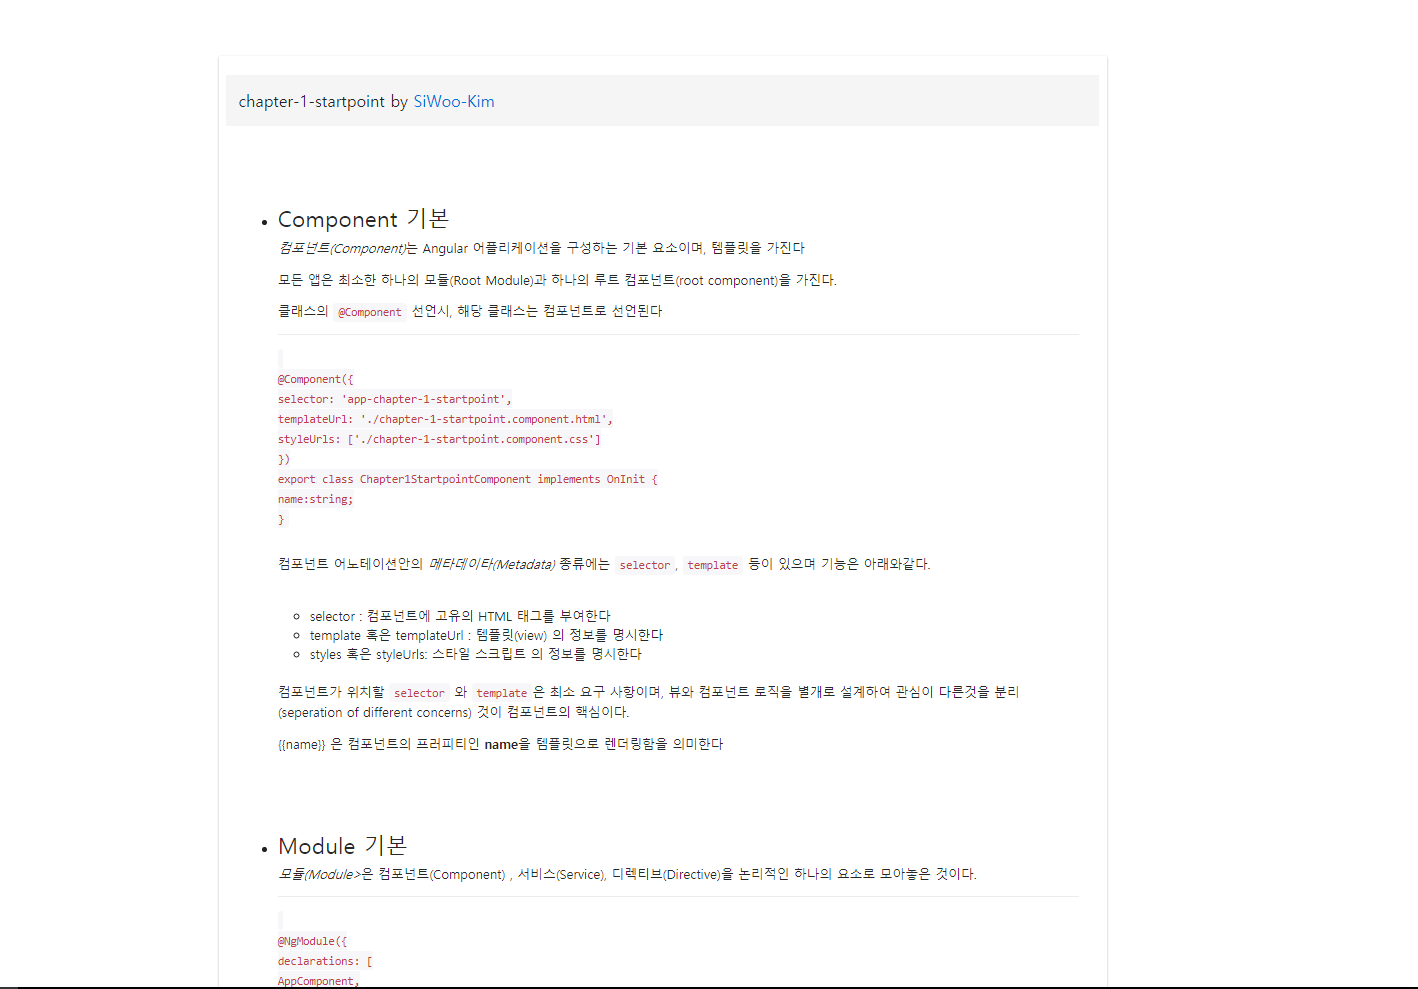 chapter-1-startpoint by SiWoo-Kim
Component 기본
컴포넌트(Component)는 Angular 어플리케이션을 구성하는 기본 요소이며, 템플릿을 가진다
모든 앱은 최소한 하나의 모듈(Root Module)과 하나의 루트 컴포넌트(root component)을 가진다.
클래스의 @Component 선언시, 해당 클래스는 컴포넌트로 선언된다
@Component({
selector: 'app-chapter-1-startpoint',
templateUrl: './chapter-1-startpoint.component.html',
styleUrls: ['./chapter-1-startpoint.component.css']
})
export class Chapter1StartpointComponent implements OnInit {
name:string;
}
컴포넌트 어노테이션안의 메타데이타(Metadata) 종류에는 selector, template 등이 있으며 기능은 아래와같다.
selector : 컴포넌트에 고유의 HTML 태그를 부여한다
template 혹은 templateUrl : 템플릿(view) 의 정보를 명시한다
styles 혹은 styleUrls: 스타일 스크립트 의 정보를 명시한다
컴포넌트가 위치할 selector 와 template은 최소 요구 사항이며, 뷰와 컴포넌트 로직을 별개로 설계하여 관심이 다른것을 분리
(seperation of different concerns) 것이 컴포넌트의 핵심이다.
{{name}} 은 컴포넌트의 프러피티인 name을 템플릿으로 렌더링함을 의미한다
Module 기본
모듈(Module>은 컴포넌트(Component) , 서비스(Service), 디렉티브(Directive)을 논리적인 하나의 요소로 모아놓은 것이다.
@NgModule({
declarations: [
AppComponent,